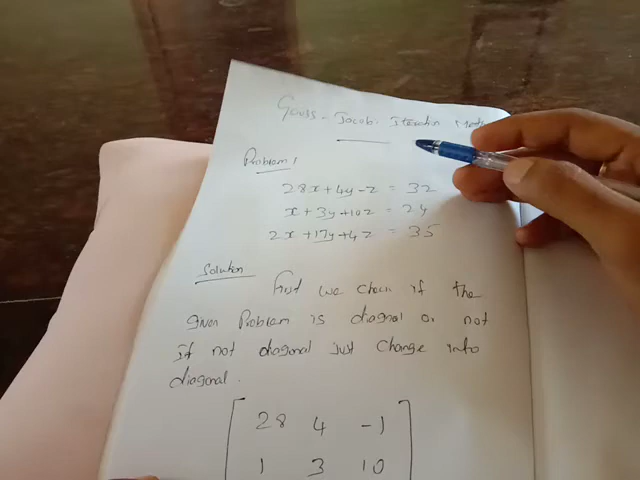 Gauss - Jacobi Iteration
Problem:
28x + 4y - z = 32
x + 3y + 10z = 24
2x + 17y + 4z = 35
Solution
First we check if the
given Problem is diagonal or not
if not diagonal just change into
diagonal.
28 4 -1
1 3 10